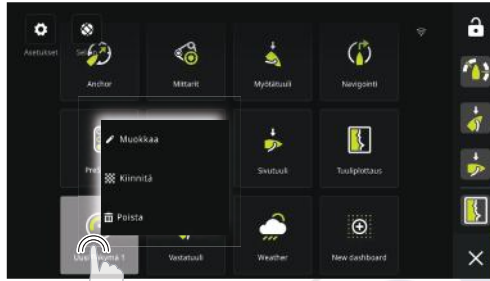 Asetukset
Anchor
Mittarit
Myötätuuli
Navigointi
Muokkaa
Kiinnitä
Poista
Sivutuuli
Tuuliplottaus
Vastatuuli
Weather
New dashboard